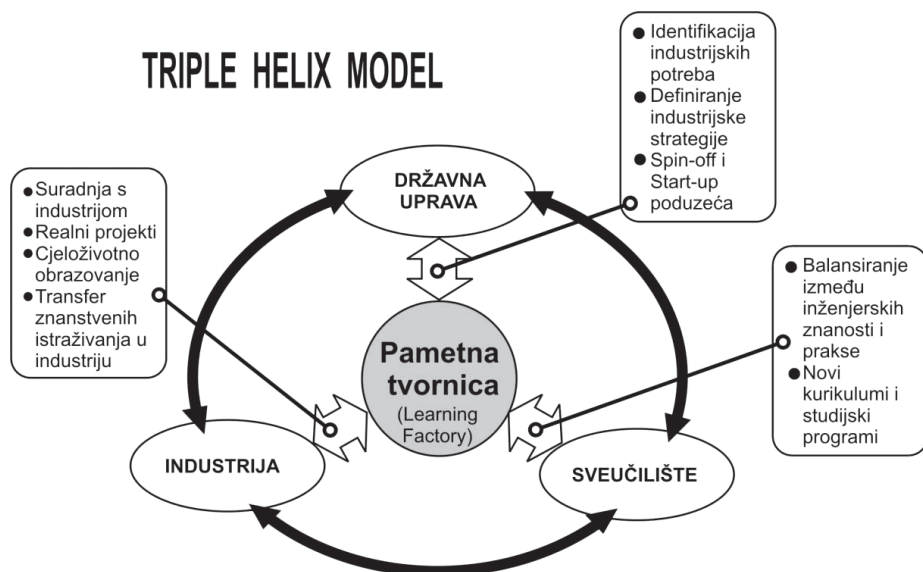 TRIPLE HELIX MODEL
● Identifikacija
industrijskih
potreba
● Definiranje
industrijske
strategije
● Spin-off i
Start-up
poduzeća
DRŽAVNA
UPRAVA
● Suradnja s
industrijom
● Realni projekti
● Cjeloživotno
obrazovanje
● Transfer
znanstvenih
istraživanja u
industriju
● Balansiranje
između
inženjerskih
znanosti i
prakse
● Novi
kurikulumi i
studijski
programi
Pametna
tvornica
(Learning
Factory)
INDUSTRIJA
SVEUČILIŠTE